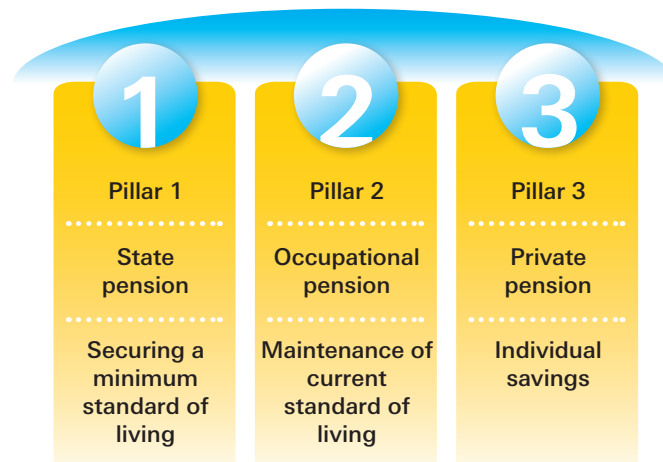 1
Pillar 1
State
pension
Securing a
minimum
standard of
living
2
Pillar 2
Occupational
pension
Maintenance of
current
standard of
living
3
Pillar 3
Private
pension
Individual
savings